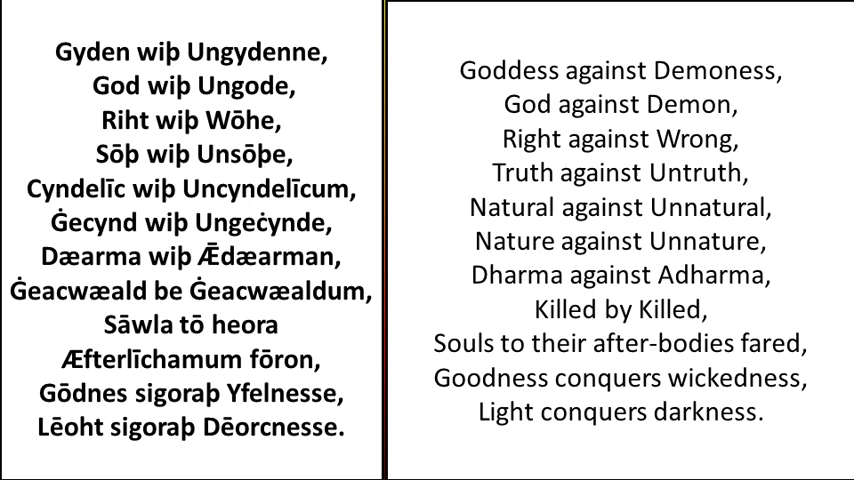 Gyden wiþ Ungydenne,
God wiþ Ungode,
Riht wiþ Wōhe,
Sōþ wiþ Unsōþe,
Cyndelīc wiþ Uncyndelīcum,
Ġecynd wiþ Ungeċynde,
Dæarma wiþ Ǣdæarman,
Ġeacwæald be Ġeacwæaldum,
Sāwla tō heora
Æfterlīchamum fōron,
Gōdnes sigoraþ Yfelnesse,
Lēoht sigoraþ Dēorcnesse.
Goddess against Demoness,
God against Demon,
Right against Wrong,
Truth against Untruth,
Natural against Unnatural,
Nature against Unnature,
Dharma against Adharma,
Killed by Killed,
Souls to their after-bodies fared,
Goodness conquers wickedness,
Light conquers darkness.